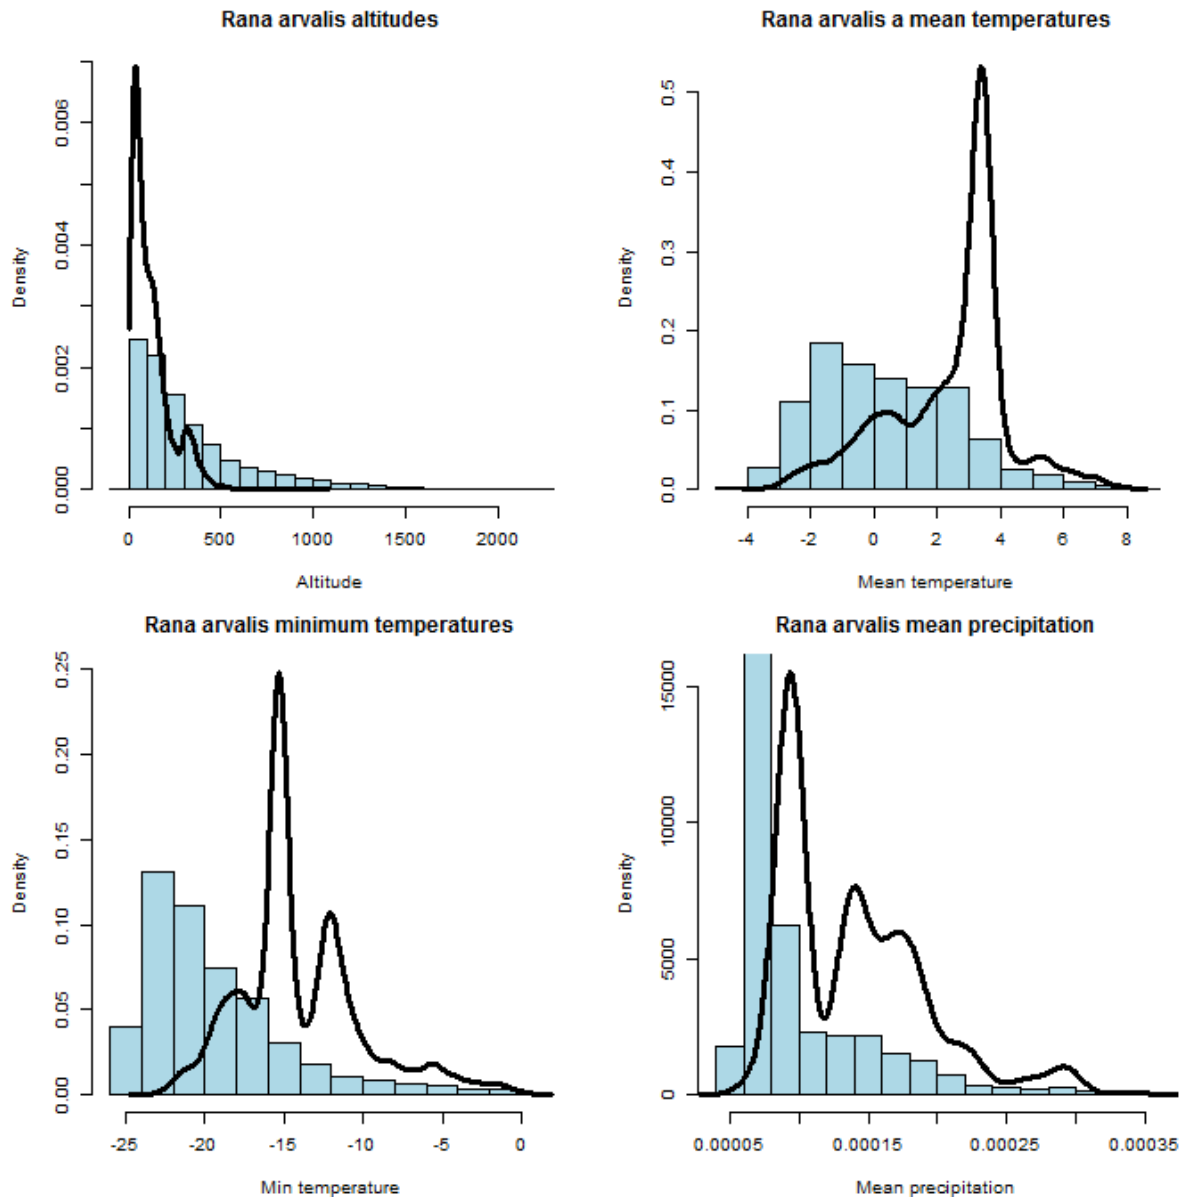 Rana arvalis altitudes
Density
0.000 0.002 0.004 0.006
0 500 1000 1500 2000
Altitude
Rana arvalis a mean temperatures
Density
0.0 0.1 0.2 0.3 0.4 0.5
-4 -2 0 2 4 6 8
Mean temperature
Rana arvalis minimum temperatures
Density
0.00 0.05 0.10 0.15 0.20 0.25
-25 -20 -15 -10 -5 0
Min temperature
Rana arvalis mean precipitation
Density
0 5000 10000 15000
0.00005 0.00015 0.00025 0.00035
Mean precipitation